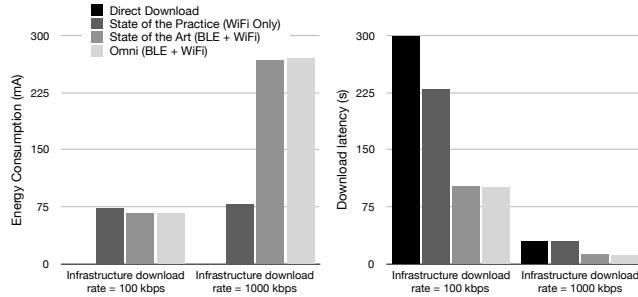 Direct Download
State of the Practice (WiFi Only)
State of the Art (BLE + WiFi)
Omni (BLE + WiFi)
Energy Consumption (mA)
300
225
150
75
0
Infrastructure download
rate = 100 kbps
Infrastructure download
rate = 1000 kbps
Download latency (s)
300
225
150
75
0
Infrastructure download
rate = 100 kbps
Infrastructure download
rate = 1000 kbps